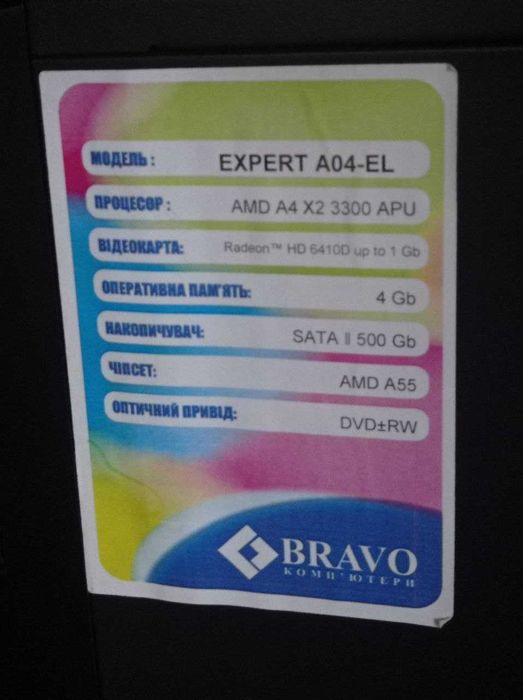 МОДЕЛЬ: EXPERT A04-EL
ПРОЦЕСОР: AMD A4 X2 3300 APU
ВІДЕОКАРТА: Radeon™ HD 6410D up to 1 Gb
ОПЕРАТИВНА ПАМ'ЯТЬ: 4 Gb
НАКОПИЧУВАЧ: SATA II 500 Gb
ЧІПСЕТ: AMD A55
ОПТИЧНИЙ ПРИВІД: DVD±RW
BRAVO
КОМП'ЮТЕРИ